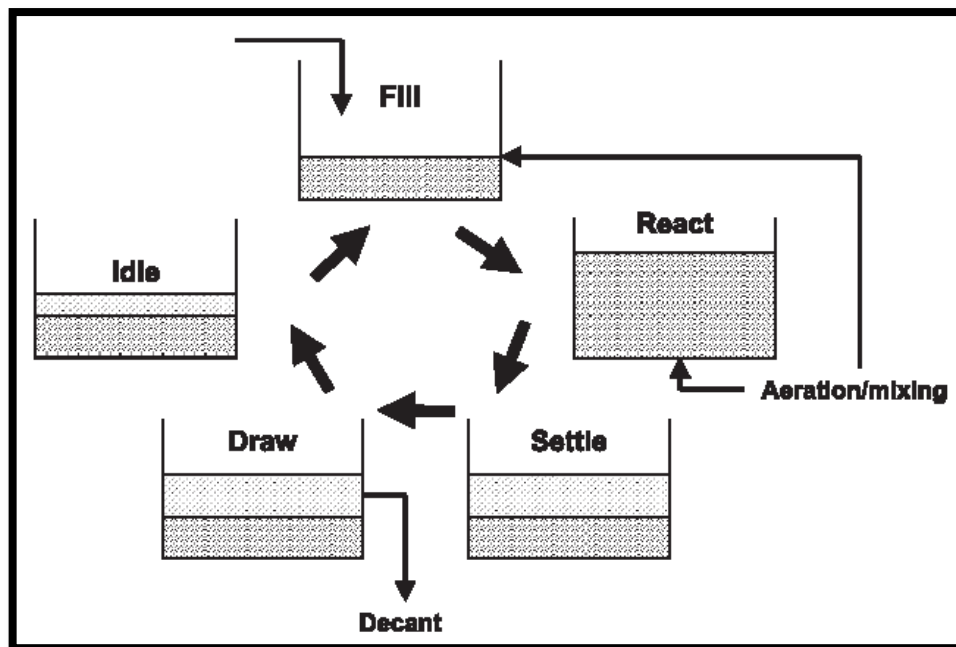 Fill
React
Idle
Aeration/mixing
Draw
Settle
Decant